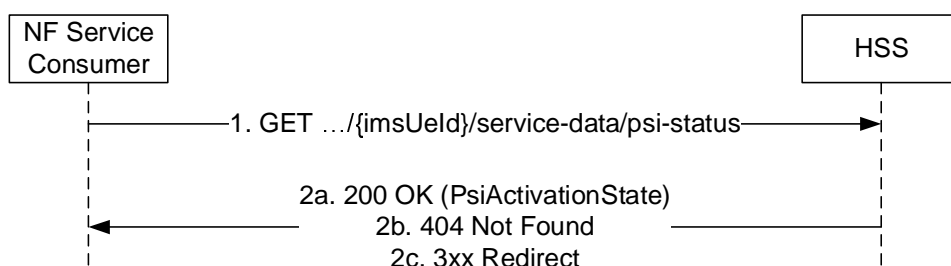 NF Service
Consumer
HSS
1. GET …/{imsUeId}/service-data/psi-status
2a. 200 OK (PsiActivationState)
2b. 404 Not Found
2c. 3xx Redirect